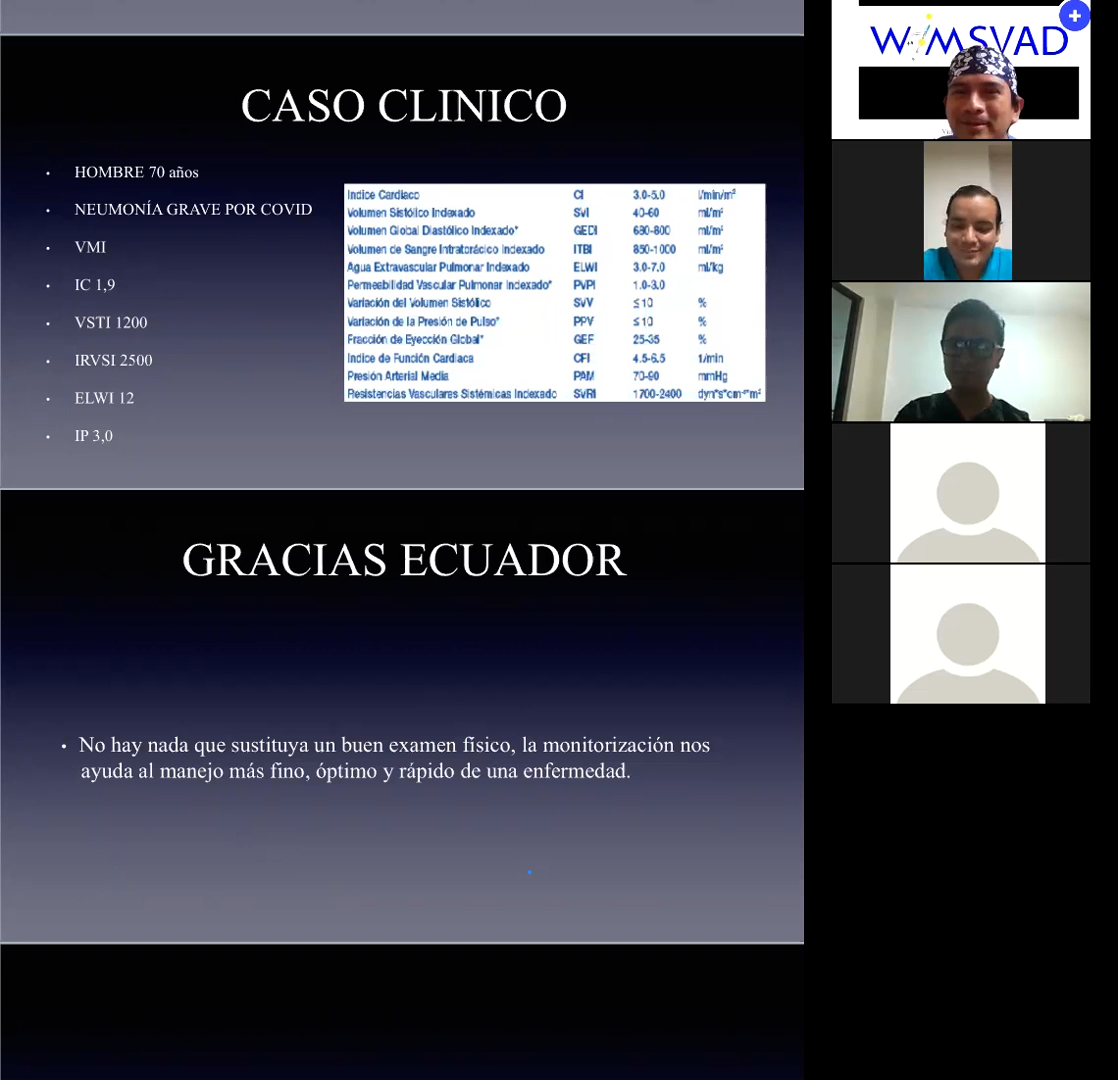 CASO CLINICO
• HOMBRE 70 años
• NEUMONÍA GRAVE POR COVID
• VMI
• IC 1,9
• VSTI 1200
• IRVSI 2500
• ELWI 12
• IP 3,0
Indice Cardiaco CI 3.0-5.0 l/min/m²
Volumen Sistólico Indexado SVI 40-60 ml/m²
Volumen Global Diastólico Indexado* GEDI 680-800 ml/m²
Volumen de Sangre Intratorácico Indexado ITBI 850-1000 ml/m²
Agua Extravascular Pulmonar Indexado ELWI 3.0-7.0 ml/kg
Permeabilidad Vascular Pulmonar Indexado* PVPI 1.0-3.0
Variación del Volumen Sistólico SVV ≤10 %
Variación de la Presión de Pulso* PPV ≤10 %
Fracción de Eyección Global* GEF 25-35 %
Indice de Función Cardiaca CFI 4.5-6.5 1/min
Presión Arterial Media PAM 70-90 mmHg
Resistencias Vasculares Sistémicas Indexado SVRI 1700-2400
GRACIAS ECUADOR
• No hay nada que sustituya un buen examen físico, la monitorización nos
ayuda al manejo más fino, óptimo y rápido de una enfermedad.
WiMSVAD